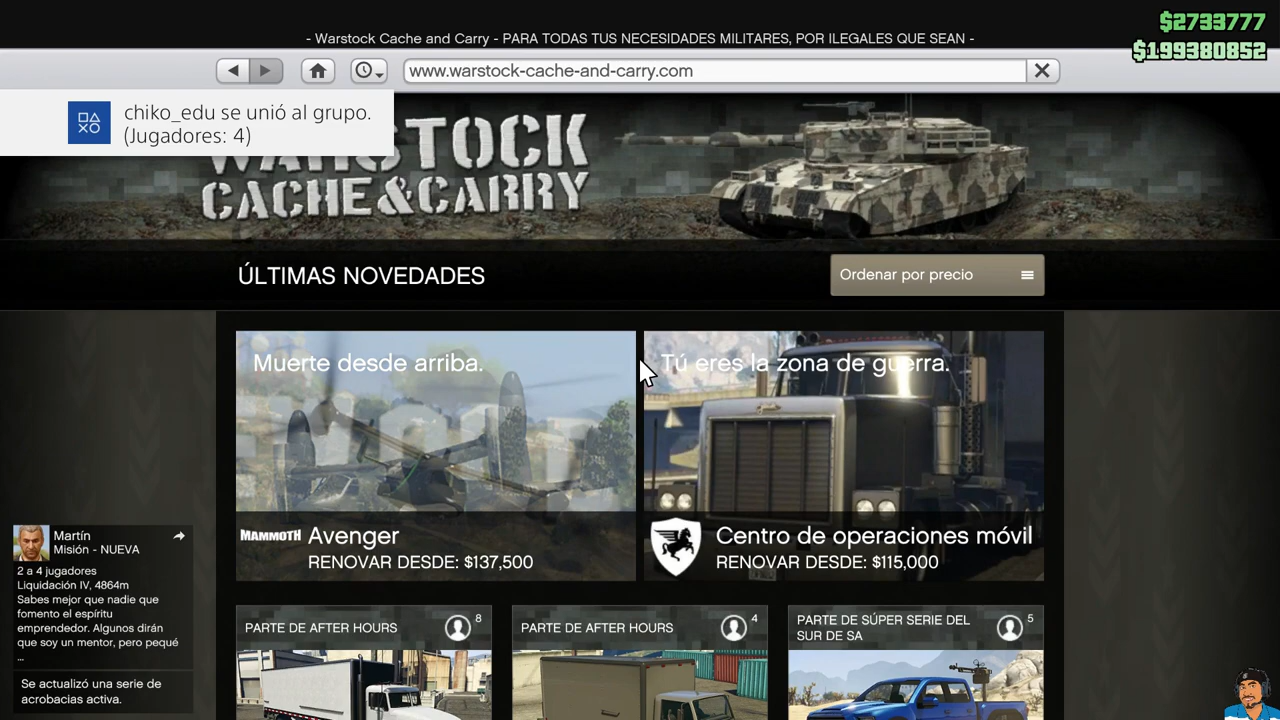 - Warstock Cache and Carry - PARA TODAS TUS NECESIDADES MILITARES, POR ILEGALES QUE SEAN -
$2733777
$199380852
www.warstock-cache-and-carry.com
chiko_edu se unió al grupo.
(Jugadores: 4)
WARSTOCK
CACHE&CARRY
ÚLTIMAS NOVEDADES
Ordenar por precio
Muerte desde arriba.
MAMMOTH Avenger
RENOVAR DESDE: $137,500
Tú eres la zona de guerra.
Centro de operaciones móvil
RENOVAR DESDE: $115,000
Martín
Misión - NUEVA
2 a 4 jugadores
Liquidación IV, 4864m
Sabes mejor que nadie que
fomento el espíritu
emprendedor. Algunos dirán
que soy un mentor, pero pequé
...
Se actualizó una serie de
acrobacias activa.
PARTE DE AFTER HOURS
8
PARTE DE AFTER HOURS
4
PARTE DE SÚPER SERIE DEL
SUR DE SA
5